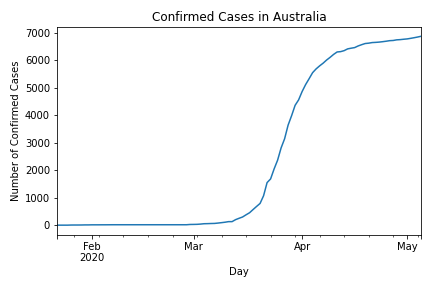 Confirmed Cases in Australia
Number of Confirmed Cases
7000
6000
5000
4000
3000
2000
1000
0
Feb
2020
Mar
Apr
May
Day